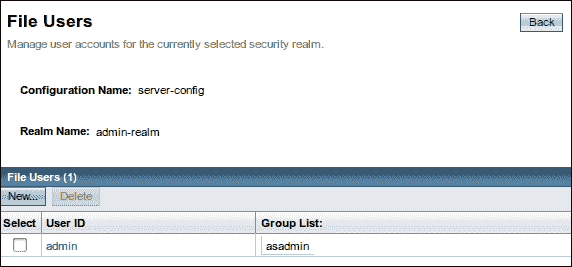 File Users
Back
Manage user accounts for the currently selected security realm.
Configuration Name: server-config
Realm Name: admin-realm
File Users (1)
New... Delete
Select User ID Group List:
admin asadmin